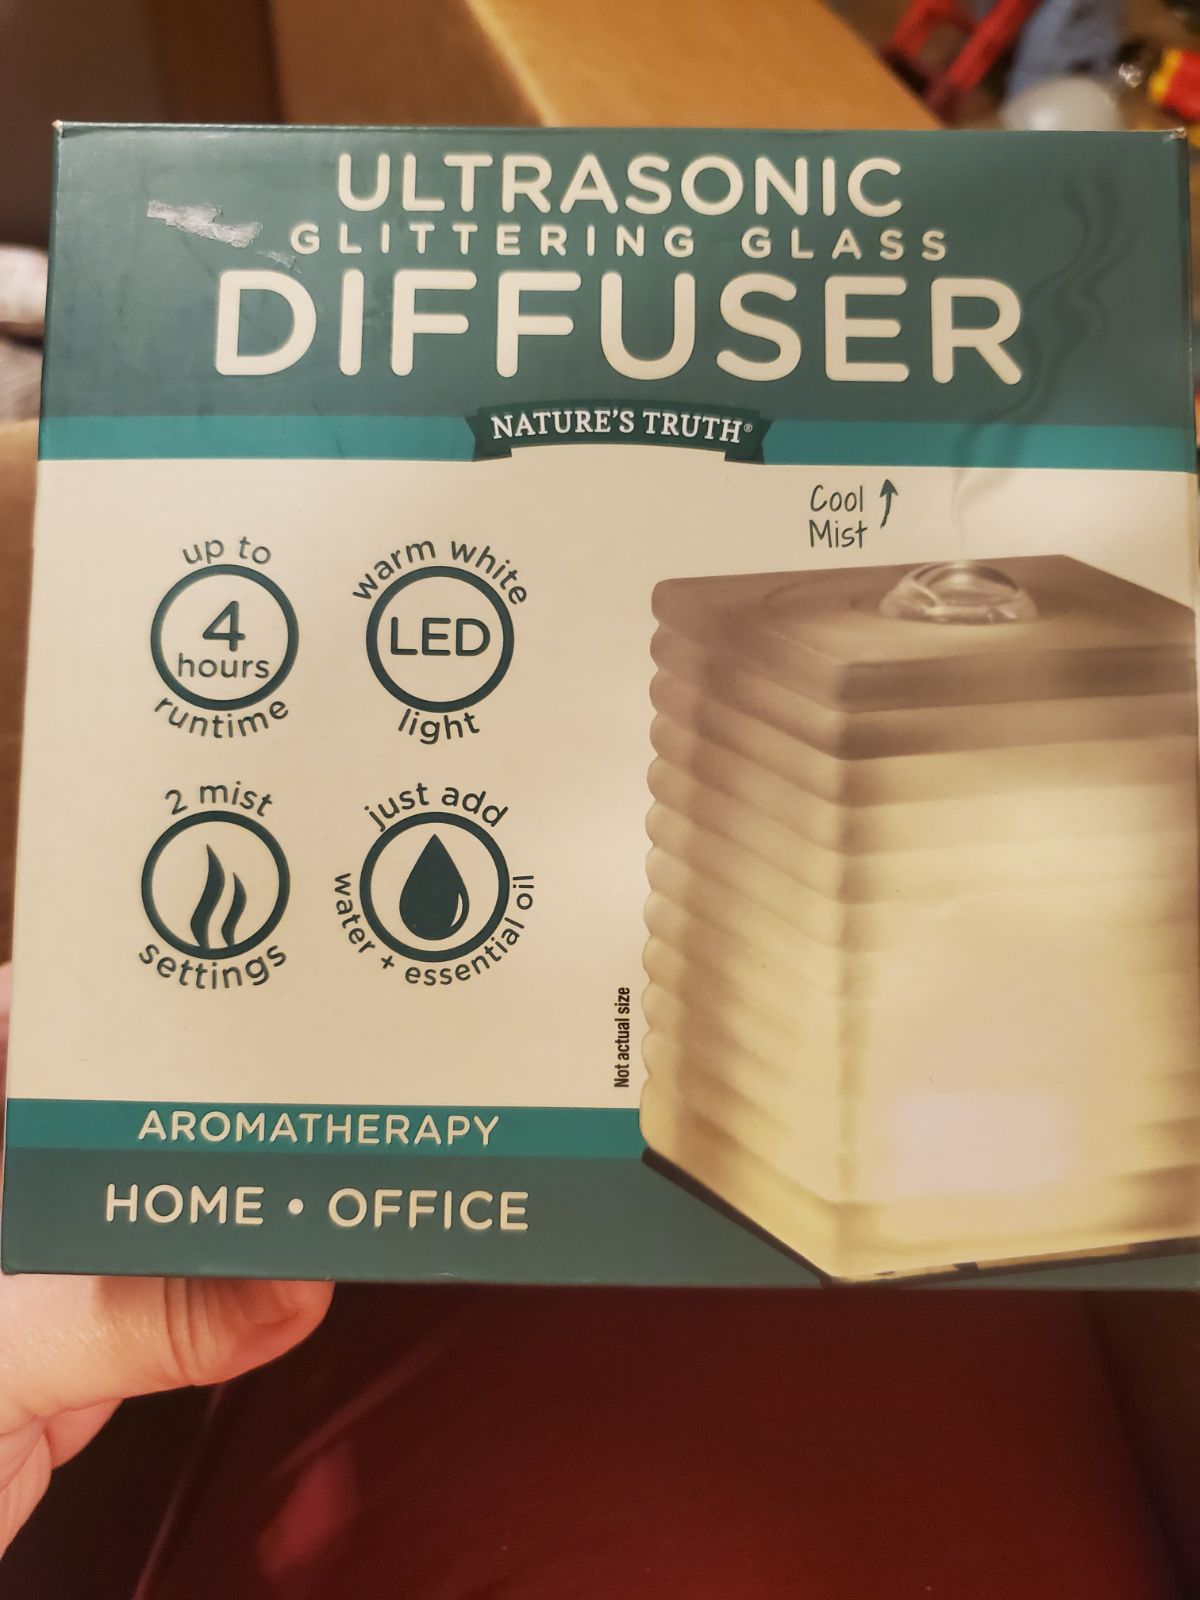 ULTRASONIC
GLITTERING GLASS
DIFFUSER
NATURE'S TRUTH®
Cool
Mist
up to
4
hours
runtime
warm white
LED
light
2 mist
settings
just add
water + essential oil
Not actual size
AROMATHERAPY
HOME • OFFICE